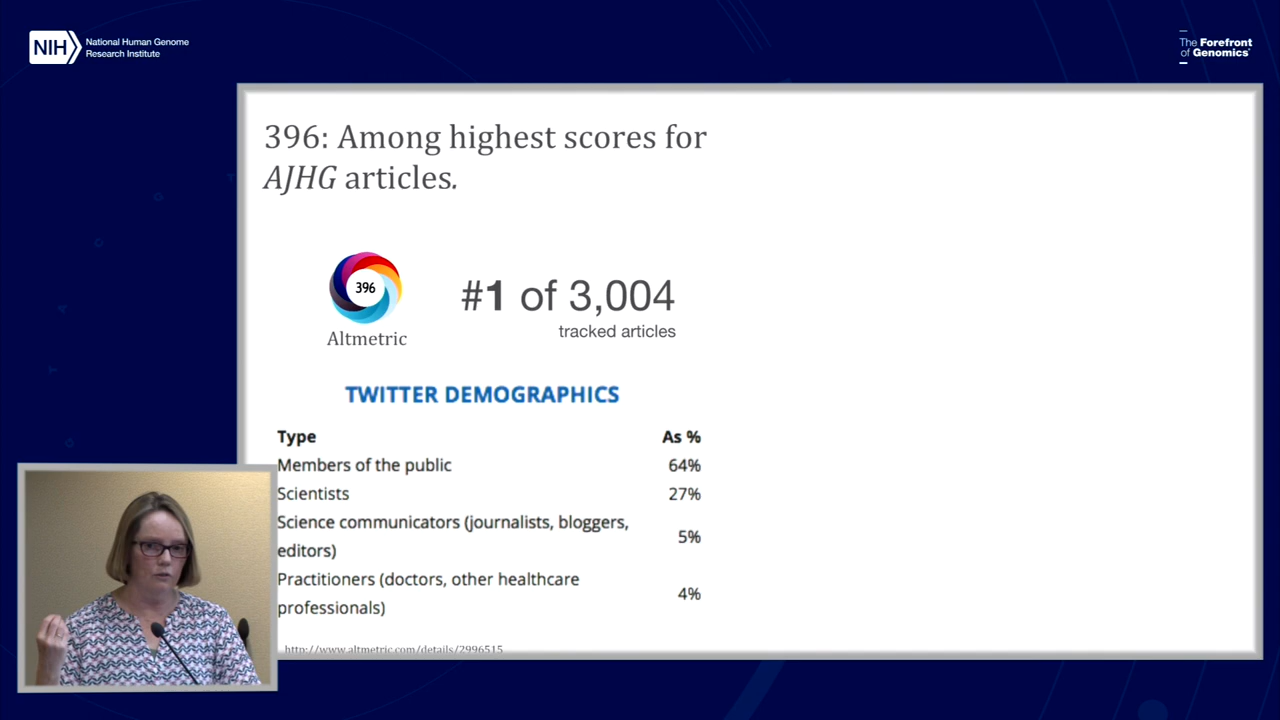 NIH
National Human Genome
Research Institute
The Forefront
of Genomics®
396: Among highest scores for
AJHG articles.
396
Altmetric
#1 of 3,004
tracked articles
TWITTER DEMOGRAPHICS
Type As %
Members of the public 64%
Scientists 27%
Science communicators (journalists, bloggers,
editors) 5%
Practitioners (doctors, other healthcare
professionals) 4%
http://www.altmetric.com/details/2996515